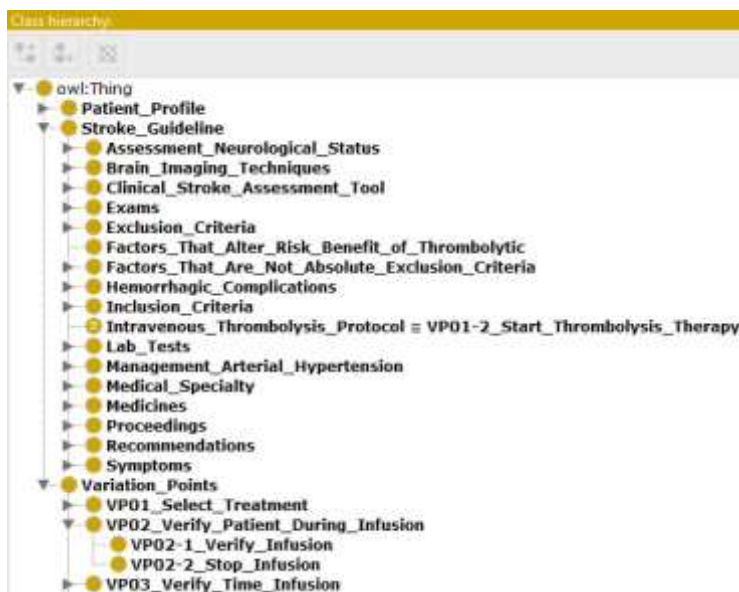 Class hierarchy:
owl:Thing
Patient_Profile
Stroke_Guideline
Assessment_Neurological_Status
Brain_Imaging_Techniques
Clinical_Stroke_Assessment_Tool
Exams
Exclusion_Criteria
Factors_That_Alter_Risk_Benefit_of_Thrombolytic
Factors_That_Are_Not_Absolute_Exclusion_Criteria
Hemorrhagic_Complications
Inclusion_Criteria
Intravenous_Thrombolysis_Protocol ≡ VP01-2_Start_Thrombolysis_Therapy
Lab_Tests
Management_Arterial_Hypertension
Medical_Specialty
Medicines
Proceedings
Recommendations
Symptoms
Variation_Points
VP01_Select_Treatment
VP02_Verify_Patient_During_Infusion
VP02-1_Verify_Infusion
VP02-2_Stop_Infusion
VP03_Verify_Time_Infusion